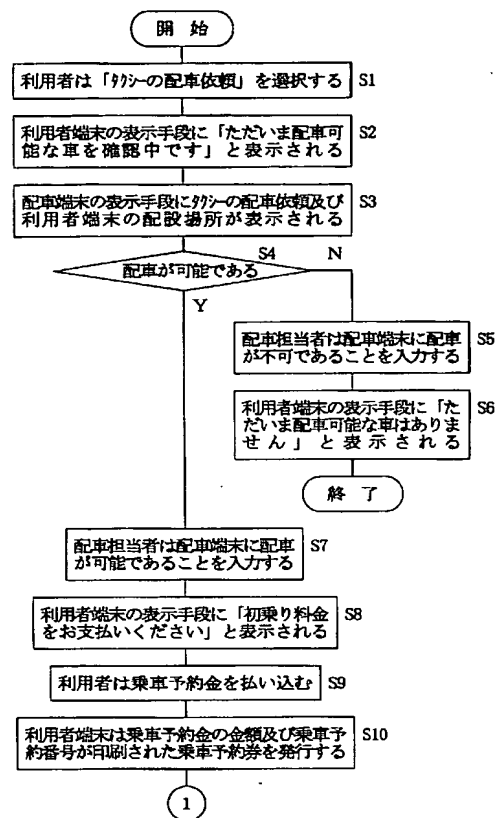 開 始
利用者は「ﾀｸｼｰの配車依頼」を選択する
S1
利用者端末の表示手段に「ただいま配車可
能な車を確認中です」と表示される
S2
配車端末の表示手段にﾀｸｼｰの配車依頼及び
利用者端末の配設場所が表示される
S3
S4
配車が可能である
N
Y
配車担当者は配車端末に配車
が不可であることを入力する
S5
利用者端末の表示手段に「た
だいま配車可能な車はありま
せん」と表示される
S6
終 了
配車担当者は配車端末に配車
が可能であることを入力する
S7
利用者端末の表示手段に「初乗り料金
をお支払いください」と表示される
S8
利用者は乗車予約金を払い込む
S9
利用者端末は乗車予約金の金額及び乗車予
約番号が印刷された乗車予約券を発行する
S10
1